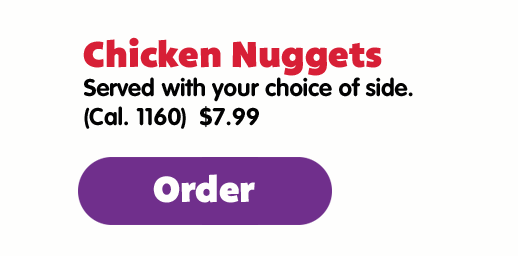 Chicken Nuggets
Served with your choice of side.
(Cal. 1160) $7.99
Order